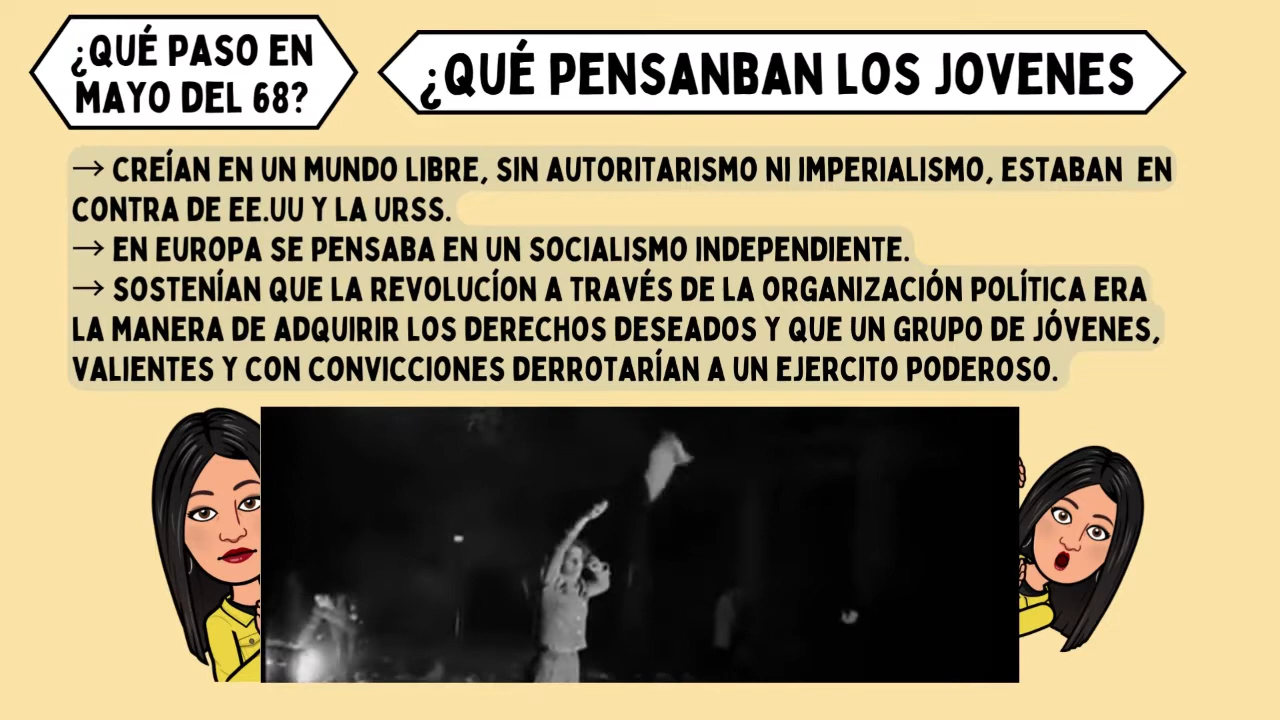 ¿QUÉ PASO EN
MAYO DEL 68?
¿QUÉ PENSANBAN LOS JOVENES
→ CREÍAN EN UN MUNDO LIBRE, SIN AUTORITARISMO NI IMPERIALISMO, ESTABAN EN
CONTRA DE EE.UU Y LA URSS.
→ EN EUROPA SE PENSABA EN UN SOCIALISMO INDEPENDIENTE.
→ SOSTENÍAN QUE LA REVOLUCÍON A TRAVÉS DE LA ORGANIZACIÓN POLÍTICA ERA
LA MANERA DE ADQUIRIR LOS DERECHOS DESEADOS Y QUE UN GRUPO DE JÓVENES,
VALIENTES Y CON CONVICCIONES DERROTARÍAN A UN EJERCITO PODEROSO.